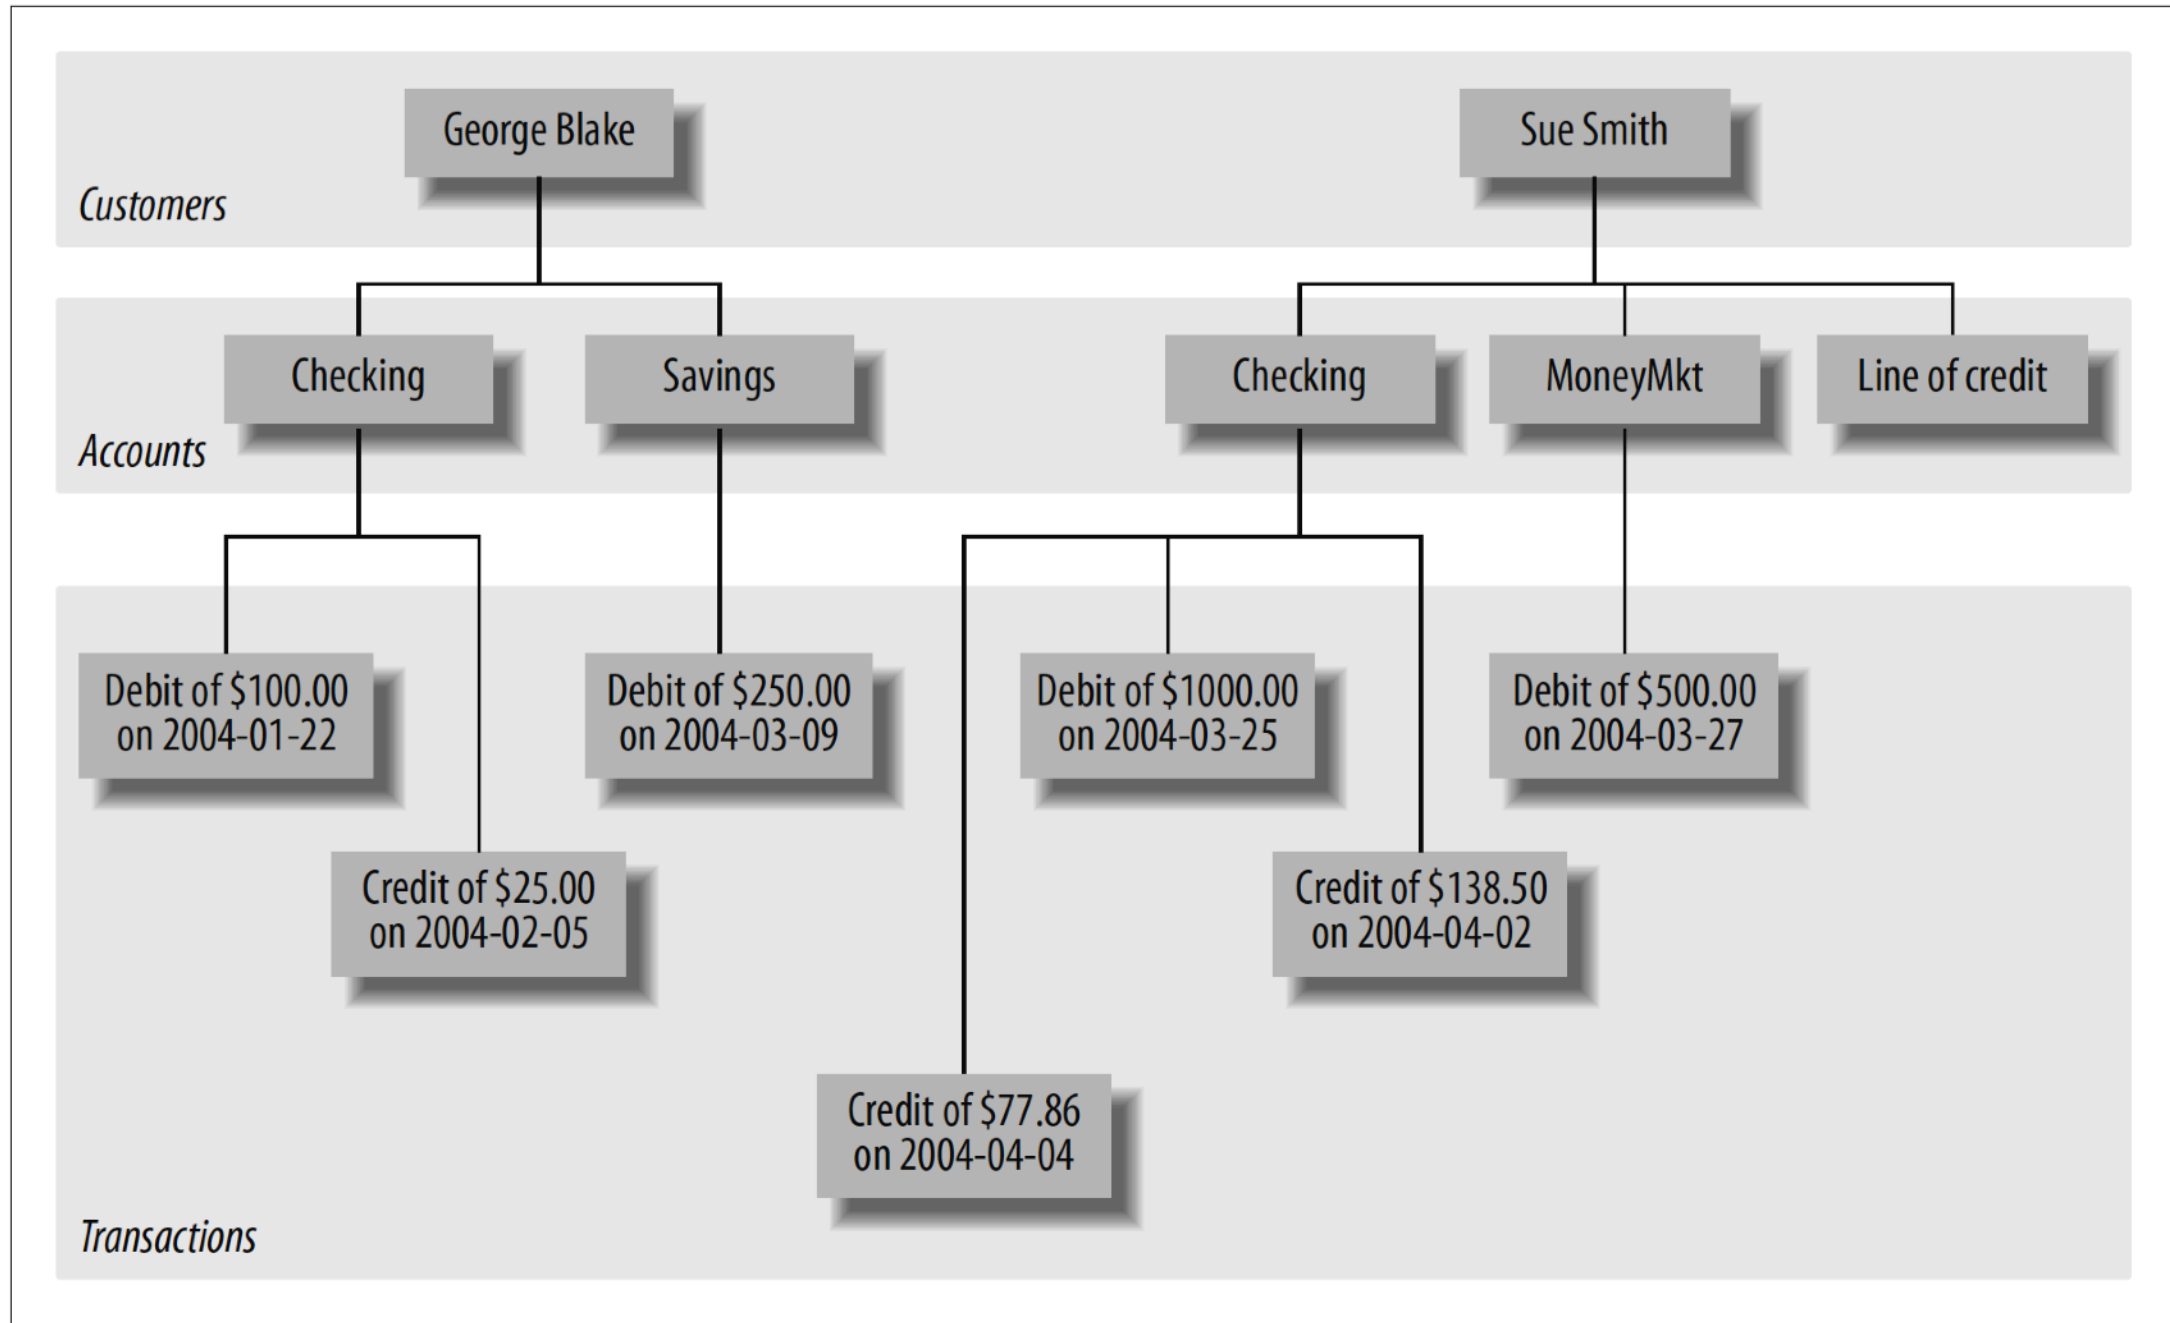 George Blake
Sue Smith
Customers
Checking
Savings
Checking
MoneyMkt
Line of credit
Accounts
Debit of $100.00
on 2004-01-22
Debit of $250.00
on 2004-03-09
Debit of $1000.00
on 2004-03-25
Debit of $500.00
on 2004-03-27
Credit of $25.00
on 2004-02-05
Credit of $138.50
on 2004-04-02
Credit of $77.86
on 2004-04-04
Transactions